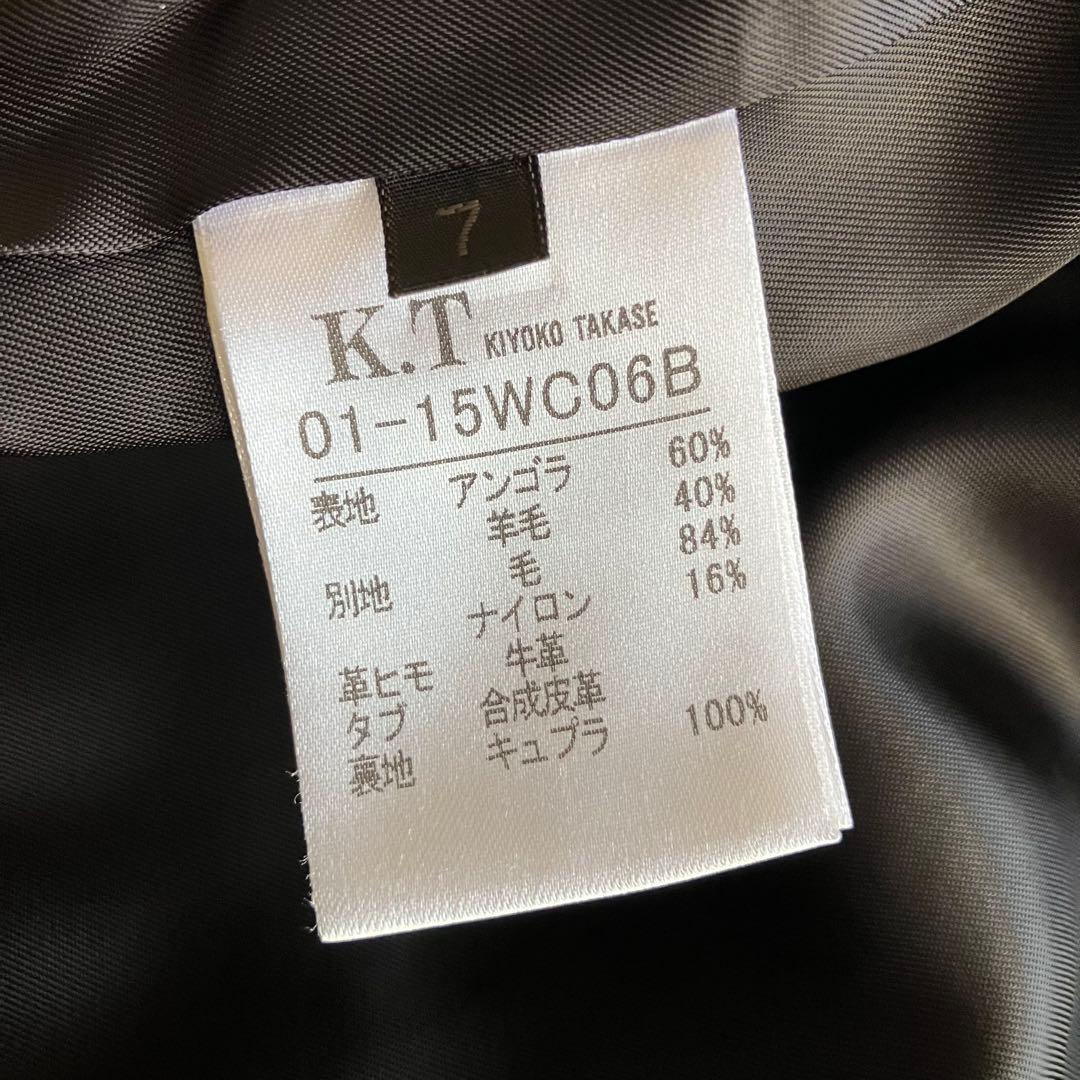 7
K.T KIYOKO TAKASE
01-15WC06B
表地 アンゴラ 60%
羊毛 40%
別地 毛 84%
ナイロン 16%
革ヒモ 牛革
タブ 合成皮革
裏地 キュプラ 100%